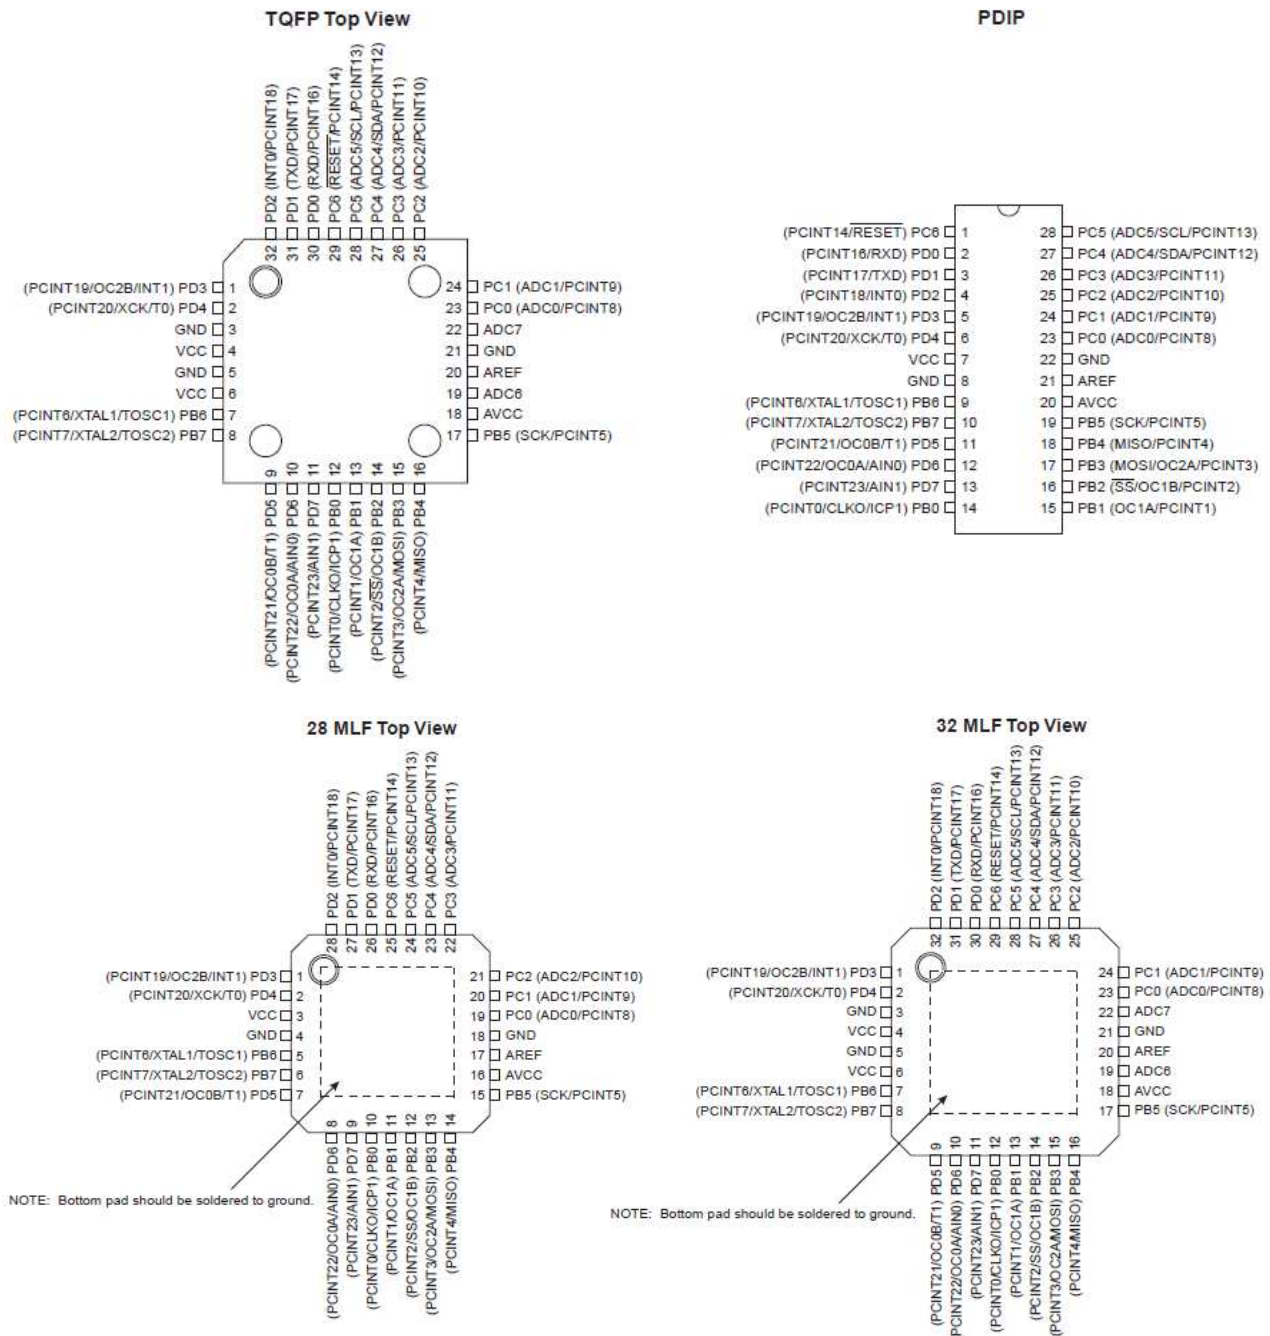 TQFP Top View
PD2 (INT0/PCINT18)
PD1 (TXD/PCINT17)
PD0 (RXD/PCINT16)
PC6 (RESET/PCINT14)
PC5 (ADC5/SCL/PCINT13)
PC4 (ADC4/SDA/PCINT12)
PC3 (ADC3/PCINT11)
PC2 (ADC2/PCINT10)
32
31
30
29
28
27
26
25
(PCINT19/OC2B/INT1) PD3 1
(PCINT20/XCK/T0) PD4 2
GND 3
VCC 4
GND 5
VCC 6
(PCINT6/XTAL1/TOSC1) PB6 7
(PCINT7/XTAL2/TOSC2) PB7 8
24 PC1 (ADC1/PCINT9)
23 PC0 (ADC0/PCINT8)
22 ADC7
21 GND
20 AREF
19 ADC6
18 AVCC
17 PB5 (SCK/PCINT5)
9
10
11
12
13
14
15
16
(PCINT21/OC0B/T1) PD5
(PCINT22/OC0A/AIN0) PD6
(PCINT23/AIN1) PD7
(PCINT0/CLKO/ICP1) PB0
(PCINT1/OC1A) PB1
(PCINT2/SS/OC1B) PB2
(PCINT3/OC2A/MOSI) PB3
(PCINT4/MISO) PB4
PDIP
(PCINT14/RESET) PC6 1
(PCINT16/RXD) PD0 2
(PCINT17/TXD) PD1 3
(PCINT18/INT0) PD2 4
(PCINT19/OC2B/INT1) PD3 5
(PCINT20/XCK/T0) PD4 6
VCC 7
GND 8
(PCINT6/XTAL1/TOSC1) PB6 9
(PCINT7/XTAL2/TOSC2) PB7 10
(PCINT21/OC0B/T1) PD5 11
(PCINT22/OC0A/AIN0) PD6 12
(PCINT23/AIN1) PD7 13
(PCINT0/CLKO/ICP1) PB0 14
28 PC5 (ADC5/SCL/PCINT13)
27 PC4 (ADC4/SDA/PCINT12)
26 PC3 (ADC3/PCINT11)
25 PC2 (ADC2/PCINT10)
24 PC1 (ADC1/PCINT9)
23 PC0 (ADC0/PCINT8)
22 GND
21 AREF
20 AVCC
19 PB5 (SCK/PCINT5)
18 PB4 (MISO/PCINT4)
17 PB3 (MOSI/OC2A/PCINT3)
16 PB2 (SS/OC1B/PCINT2)
15 PB1 (OC1A/PCINT1)
28 MLF Top View
PD2 (INT0/PCINT18)
PD1 (TXD/PCINT17)
PD0 (RXD/PCINT16)
PC6 (RESET/PCINT14)
PC5 (ADC5/SCL/PCINT13)
PC4 (ADC4/SDA/PCINT12)
PC3 (ADC3/PCINT11)
28
27
26
25
24
23
22
(PCINT19/OC2B/INT1) PD3 1
(PCINT20/XCK/T0) PD4 2
VCC 3
GND 4
(PCINT6/XTAL1/TOSC1) PB6 5
(PCINT7/XTAL2/TOSC2) PB7 6
(PCINT21/OC0B/T1) PD5 7
21 PC2 (ADC2/PCINT10)
20 PC1 (ADC1/PCINT9)
19 PC0 (ADC0/PCINT8)
18 GND
17 AREF
16 AVCC
15 PB5 (SCK/PCINT5)
8
9
10
11
12
13
14
(PCINT22/OC0A/AIN0) PD6
(PCINT23/AIN1) PD7
(PCINT0/CLKO/ICP1) PB0
(PCINT1/OC1A) PB1
(PCINT2/SS/OC1B) PB2
(PCINT3/OC2A/MOSI) PB3
(PCINT4/MISO) PB4
NOTE: Bottom pad should be soldered to ground.
32 MLF Top View
PD2 (INT0/PCINT18)
PD1 (TXD/PCINT17)
PD0 (RXD/PCINT16)
PC6 (RESET/PCINT14)
PC5 (ADC5/SCL/PCINT13)
PC4 (ADC4/SDA/PCINT12)
PC3 (ADC3/PCINT11)
PC2 (ADC2/PCINT10)
32
31
30
29
28
27
26
25
(PCINT19/OC2B/INT1) PD3 1
(PCINT20/XCK/T0) PD4 2
GND 3
VCC 4
GND 5
VCC 6
(PCINT6/XTAL1/TOSC1) PB6 7
(PCINT7/XTAL2/TOSC2) PB7 8
24 PC1 (ADC1/PCINT9)
23 PC0 (ADC0/PCINT8)
22 ADC7
21 GND
20 AREF
19 ADC6
18 AVCC
17 PB5 (SCK/PCINT5)
9
10
11
12
13
14
15
16
(PCINT21/OC0B/T1) PD5
(PCINT22/OC0A/AIN0) PD6
(PCINT23/AIN1) PD7
(PCINT0/CLKO/ICP1) PB0
(PCINT1/OC1A) PB1
(PCINT2/SS/OC1B) PB2
(PCINT3/OC2A/MOSI) PB3
(PCINT4/MISO) PB4
NOTE: Bottom pad should be soldered to ground.